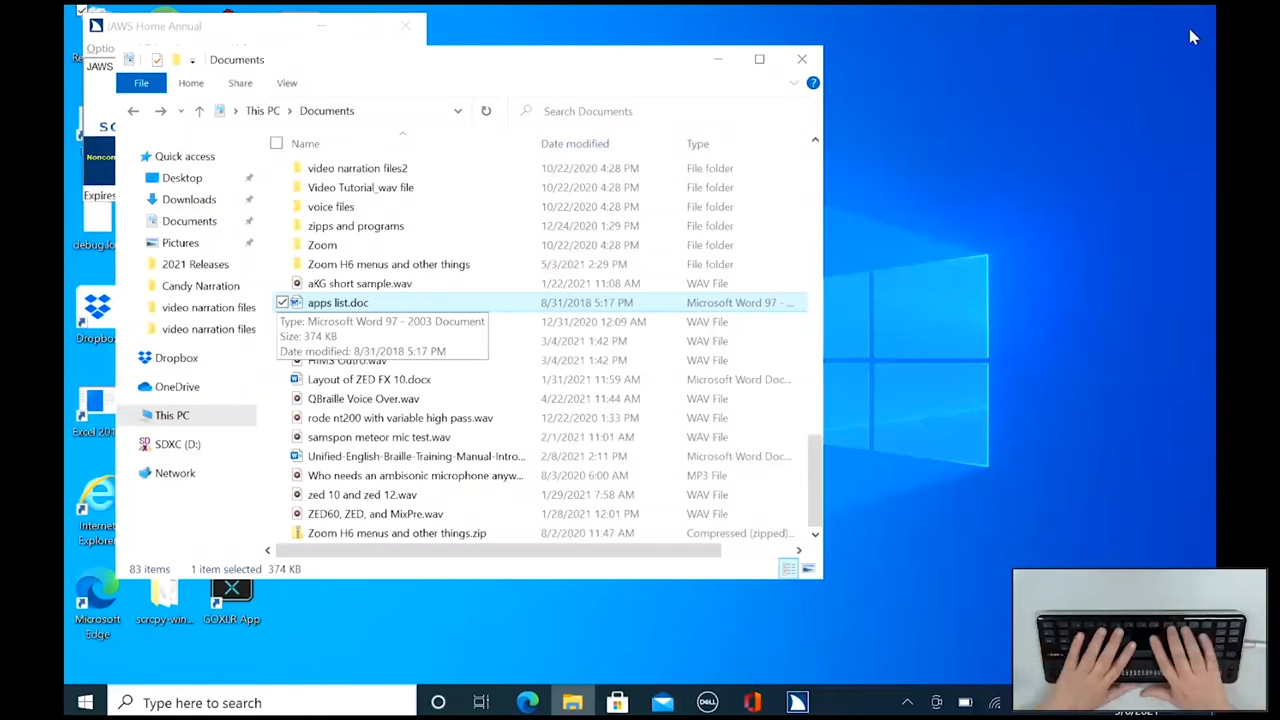 JAWS Home Annual
Optio
JAWS
Documents
File Home Share View
This PC Documents
Search Documents
Name Date modified Type
Quick access
Desktop
Downloads
Documents
Pictures
2021 Releases
Candy Narration
video narration files
video narration files
Dropbox
OneDrive
This PC
SDXC (D:)
Network
video narration files2 10/22/2020 4:28 PM File folder
Video Tutorial_wav file 10/22/2020 4:28 PM File folder
voice files 10/22/2020 4:28 PM File folder
zipps and programs 12/24/2020 1:29 PM File folder
Zoom 10/22/2020 4:28 PM File folder
Zoom H6 menus and other things 5/3/2021 2:29 PM File folder
aKG short sample.wav 1/22/2021 11:08 AM WAV File
apps list.doc 8/31/2018 5:17 PM Microsoft Word 97 - ...
12/31/2020 12:09 AM WAV File
3/4/2021 1:42 PM WAV File
HIMS Outro.wav 3/4/2021 1:42 PM WAV File
Layout of ZED FX 10.docx 1/31/2021 11:59 AM Microsoft Word Doc...
QBraille Voice Over.wav 4/22/2021 11:44 AM WAV File
rode nt200 with variable high pass.wav 12/22/2020 1:33 PM WAV File
samspon meteor mic test.wav 2/1/2021 11:01 AM WAV File
Unified-English-Braille-Training-Manual-Intro... 2/8/2021 2:11 PM Microsoft Word Doc...
Who needs an ambisonic microphone anyw... 8/3/2020 6:00 AM MP3 File
zed 10 and zed 12.wav 1/29/2021 7:58 AM WAV File
ZED60, ZED, and MixPre.wav 1/28/2021 12:01 PM WAV File
Zoom H6 menus and other things.zip 8/2/2020 11:47 AM Compressed (zipped)...
Type: Microsoft Word 97 - 2003 Document
Size: 374 KB
Date modified: 8/31/2018 5:17 PM
83 items 1 item selected 374 KB
Noncon
Expires
debug.lo
Dropbox
Excel 201
Internet
Explorer
Microsoft
Edge
scrcpy-win...
GOXLR App
Type here to search
DELL